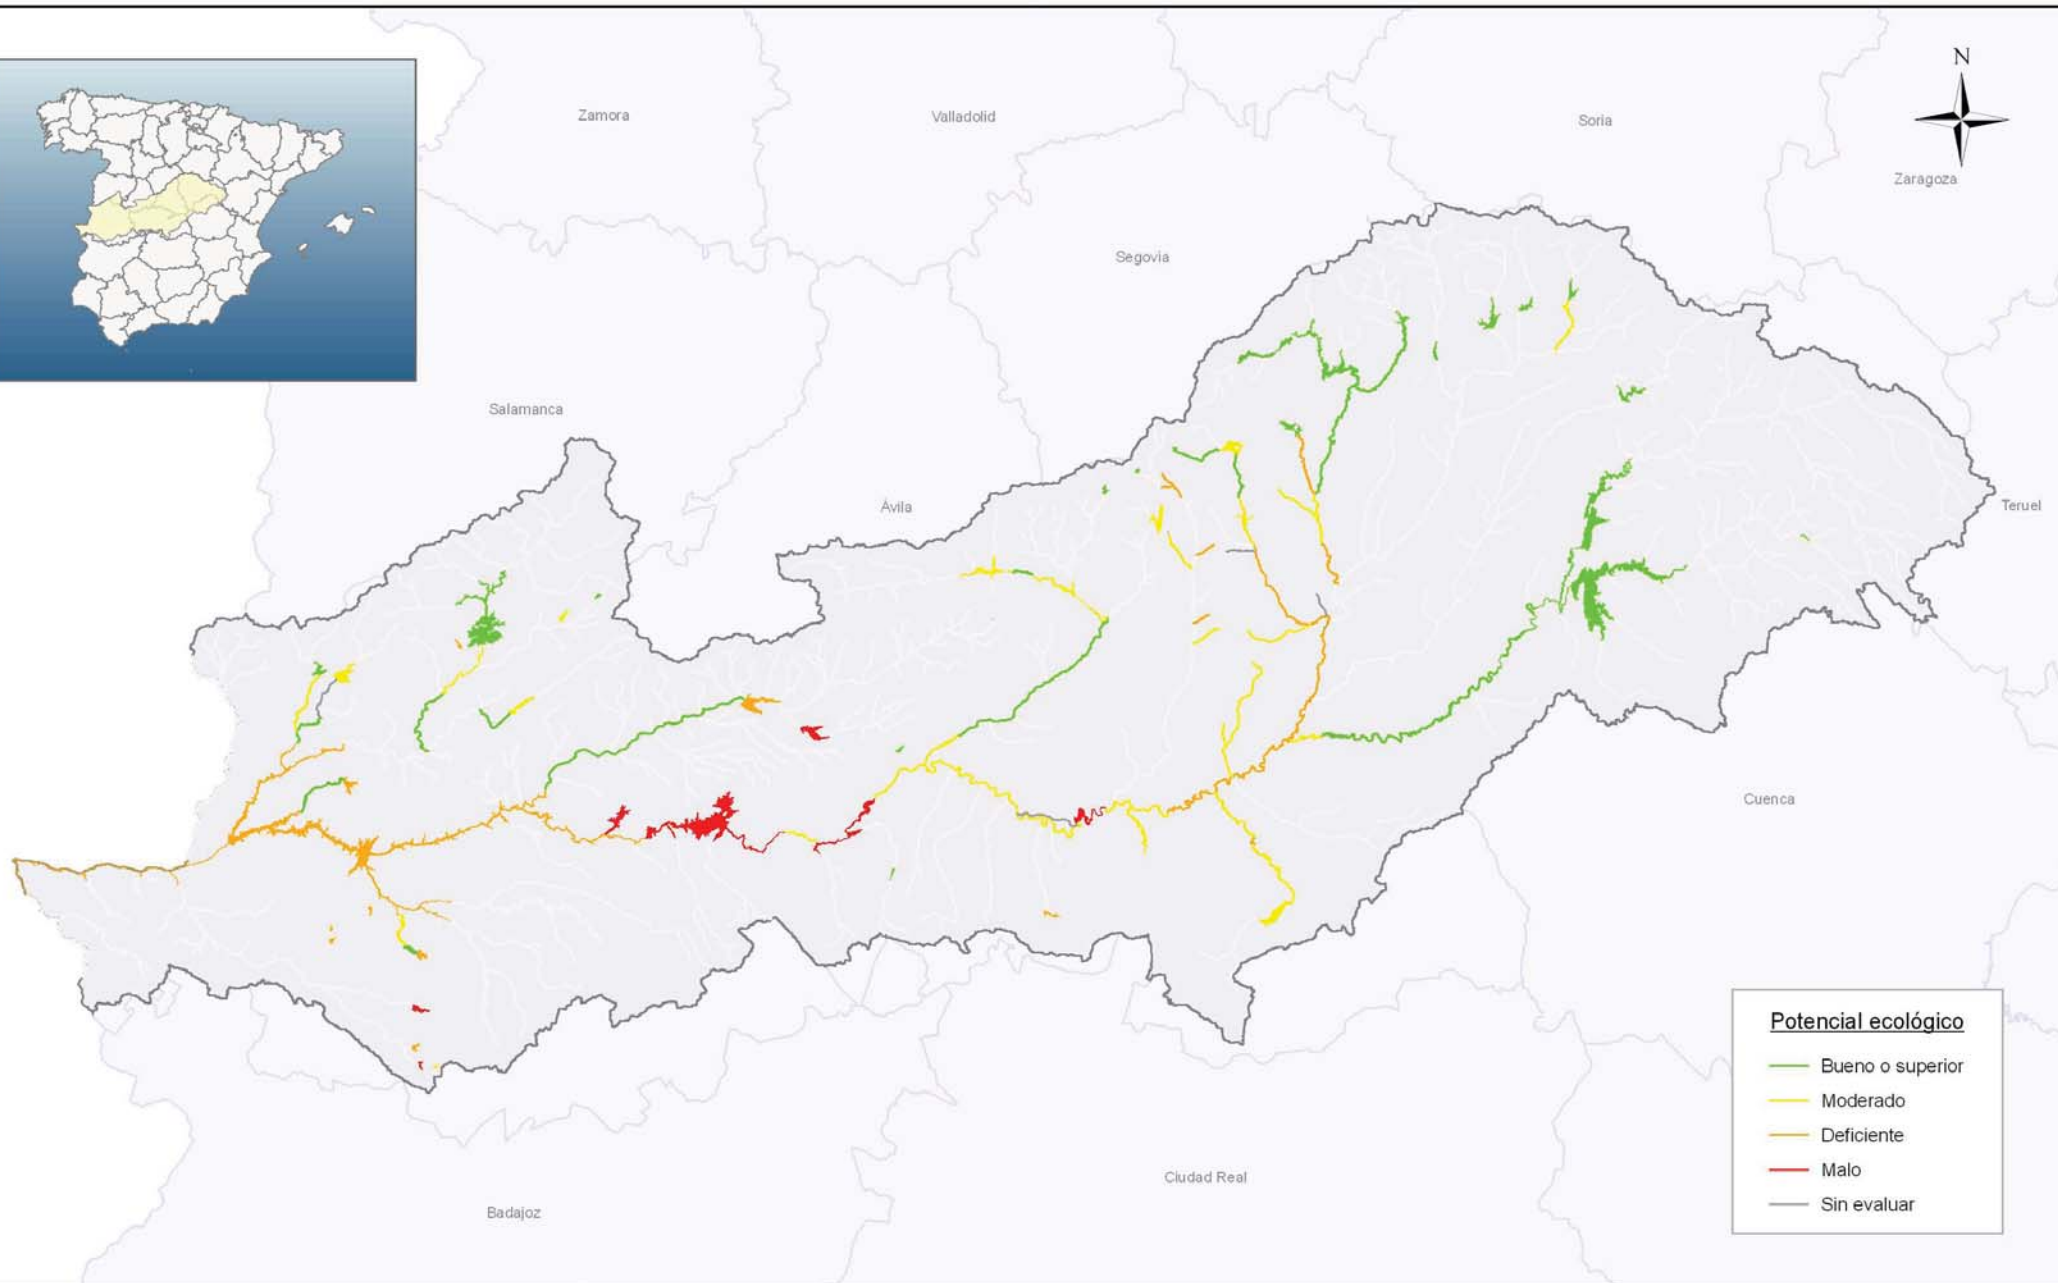 N
Zamora
Valladolid
Soria
Zaragoza
Segovia
Salamanca
Ávila
Teruel
Cuenca
Ciudad Real
Badajoz
Potencial ecológico
Bueno o superior
Moderado
Deficiente
Malo
Sin evaluar